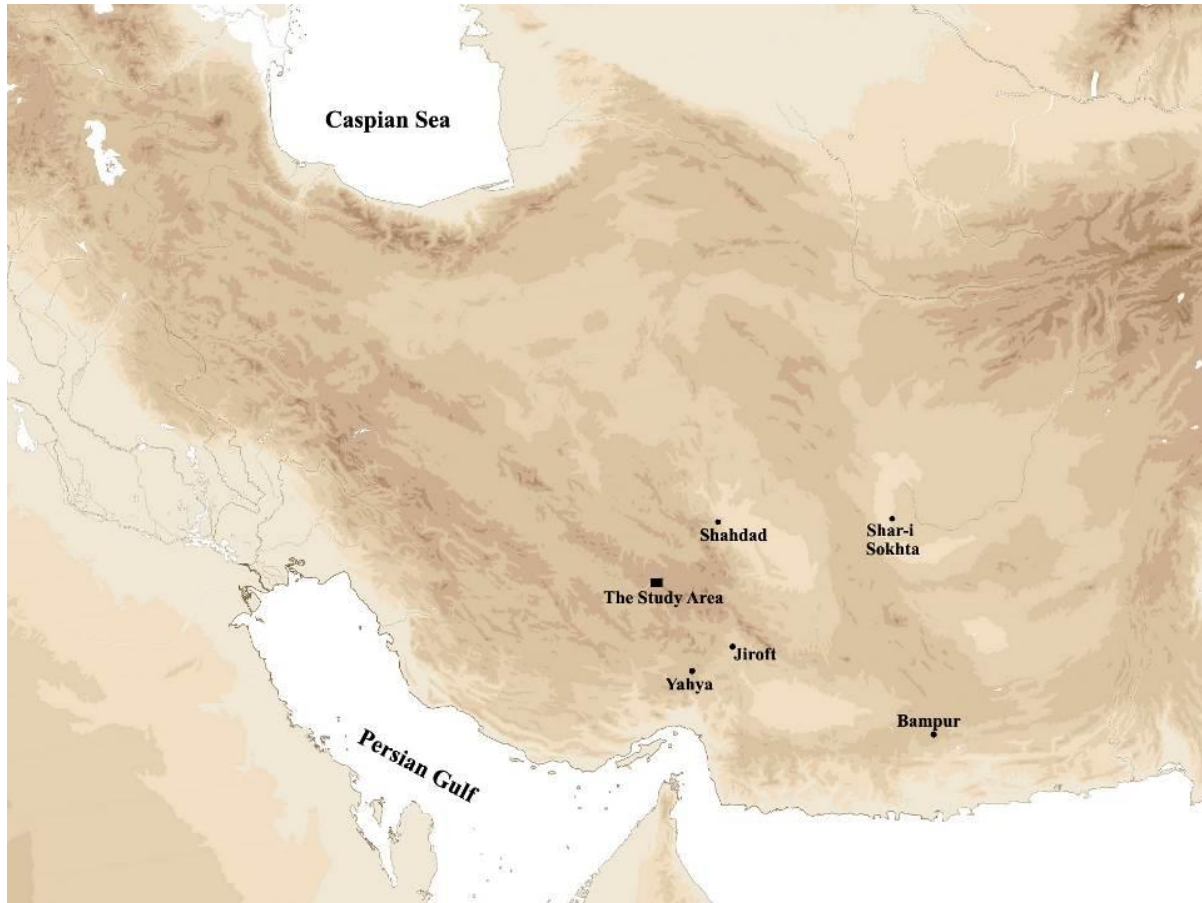 Caspian Sea
Shahdad
Shar-i
Sokhta
The Study Area
Jiroft
Yahya
Bampur
Persian Gulf